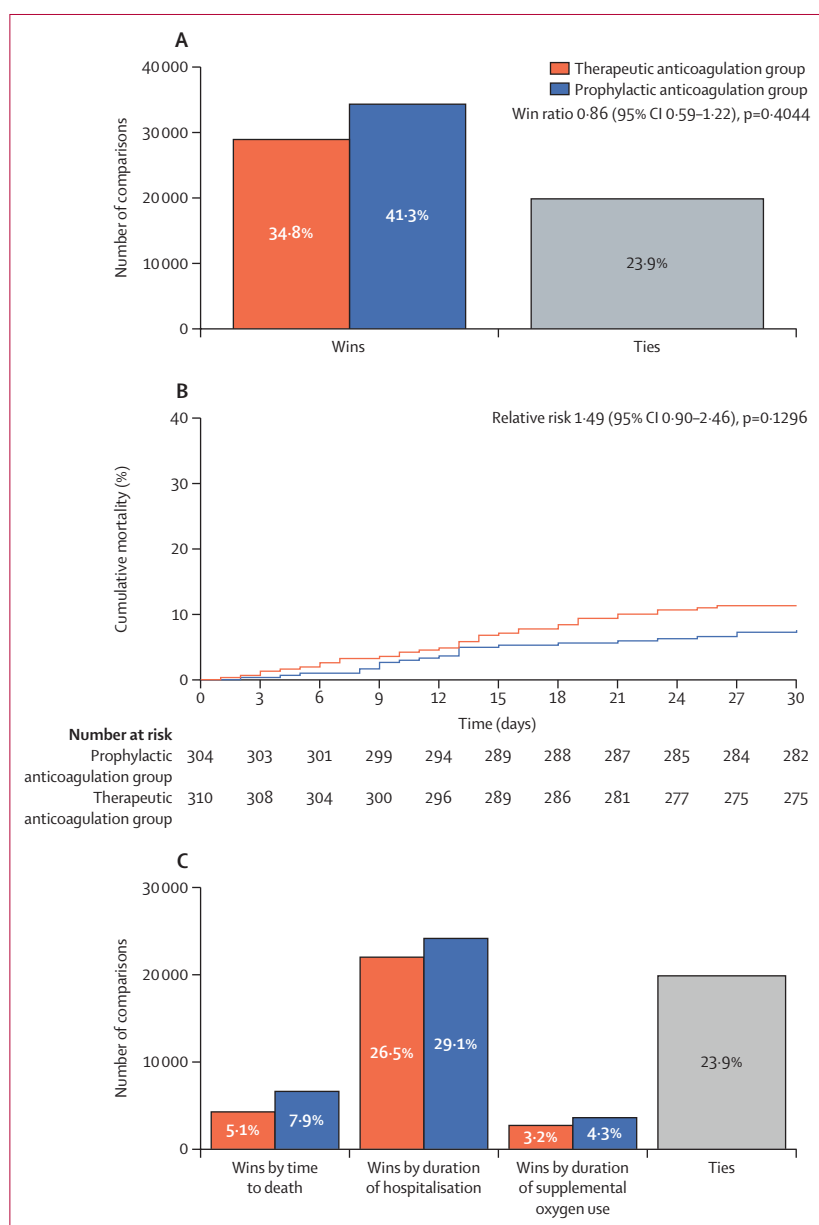 A
40 000
30 000
20 000
10 000
0
Number of comparisons
Therapeutic anticoagulation group
Prophylactic anticoagulation group
Win ratio 0·86 (95% CI 0·59–1·22), p=0·4044
34·8%
41·3%
23·9%
Wins
Ties
B
40
30
20
10
0
Cumulative mortality (%)
Relative risk 1·49 (95% CI 0·90–2·46), p=0·1296
0 3 6 9 12 15 18 21 24 27 30
Time (days)
Number at risk
Prophylactic
anticoagulation group
304 303 301 299 294 289 288 287 285 284 282
Therapeutic
anticoagulation group
310 308 304 300 296 289 286 281 277 275 275
C
30 000
20 000
10 000
0
Number of comparisons
5·1%
7·9%
26·5%
29·1%
3·2%
4·3%
23·9%
Wins by time
to death
Wins by duration
of hospitalisation
Wins by duration
of supplemental
oxygen use
Ties